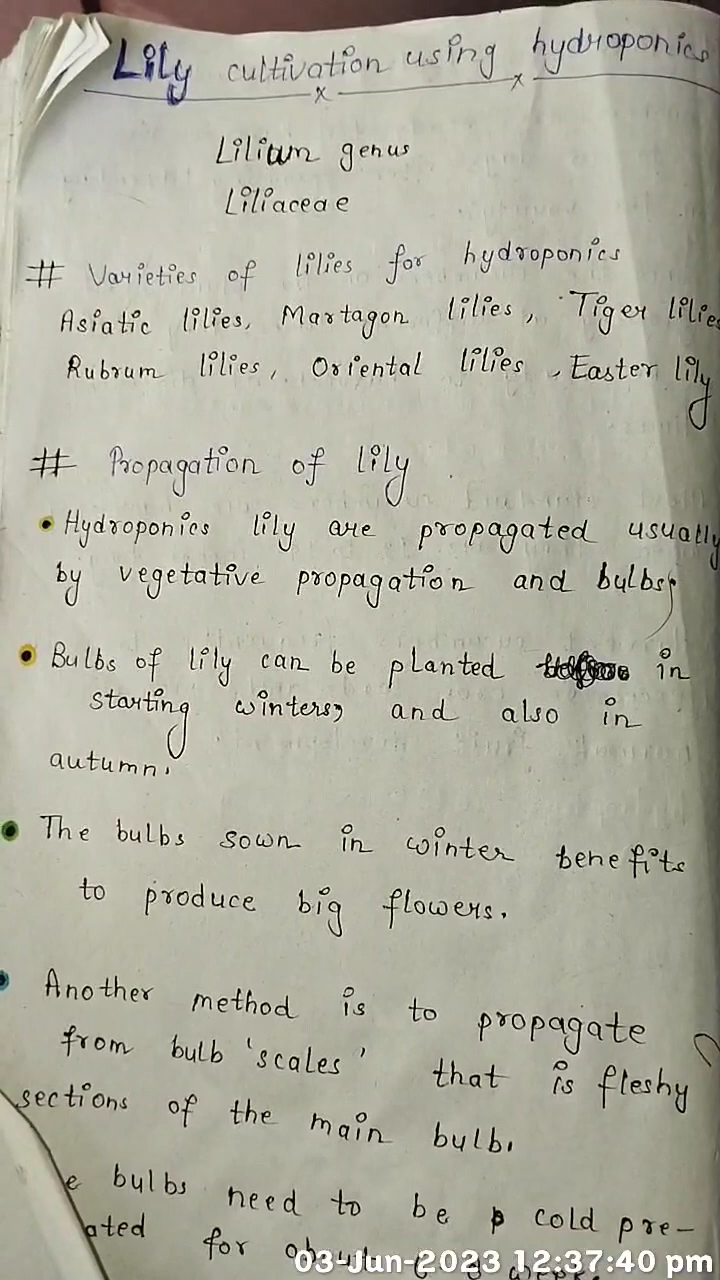 Lily cultivation using hydroponics
Lilium genus
Liliaceae
# Varieties of lilies for hydroponics
Asiatic lilies, Martagon lilies, Tiger lilies
Rubrum lilies, Oriental lilies, Easter lily
# Propagation of lily
• Hydroponics lily are propagated usually
by vegetative propagation and bulbs
• Bulbs of lily can be planted in
starting winters, and also in
autumn.
• The bulbs sown in winter benefits
to produce big flowers.
• Another method is to propagate
from bulb 'scales' that is fleshy
sections of the main bulb.
bulbs need to be cold pre-
ated for about
03-Jun-2023 12:37:40 pm